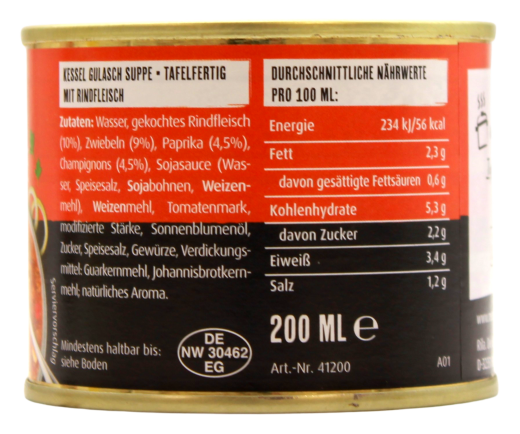 KESSEL GULASCH SUPPE • TAFELFERTIG
MIT RINDFLEISCH
Zutaten: Wasser, gekochtes Rindfleisch
(10%), Zwiebeln (9%), Paprika (4,5%),
Champignons (4,5%), Sojasauce (Was-
ser, Speisesalz, Sojabohnen, Weizen-
mehl), Weizenmehl, Tomatenmark,
modifizierte Stärke, Sonnenblumenöl,
Zucker, Speisesalz, Gewürze, Verdickungs-
mittel: Guarkernmehl, Johannisbrotkern-
mehl; natürliches Aroma.
Serviervorschlag
Mindestens haltbar bis:
siehe Boden
DE
NW 30462
EG
DURCHSCHNITTLICHE NÄHRWERTE
PRO 100 ML:
Energie 234 kJ/56 kcal
Fett 2,3 g
davon gesättigte Fettsäuren 0,6 g
Kohlenhydrate 5,3 g
davon Zucker 2,2 g
Eiweiß 3,4 g
Salz 1,2 g
200 ML e
Art.-Nr. 41200
A01